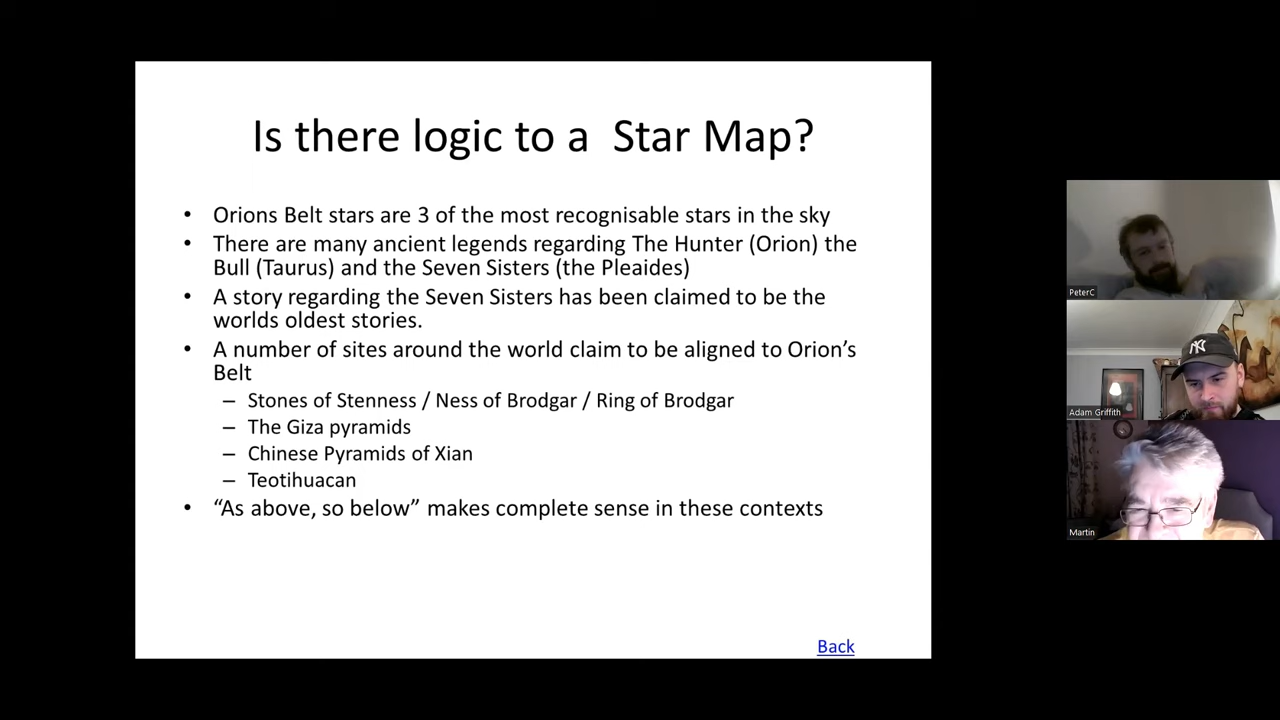 Is there logic to a  Star Map?
• Orions Belt stars are 3 of the most recognisable stars in the sky
• There are many ancient legends regarding The Hunter (Orion) the
Bull (Taurus) and the Seven Sisters (the Pleaides)
• A story regarding the Seven Sisters has been claimed to be the
worlds oldest stories.
• A number of sites around the world claim to be aligned to Orion’s
Belt
– Stones of Stenness / Ness of Brodgar / Ring of Brodgar
– The Giza pyramids
– Chinese Pyramids of Xian
– Teotihuacan
• “As above, so below” makes complete sense in these contexts
Back
PeterC
NY
Adam Griffith
Martin